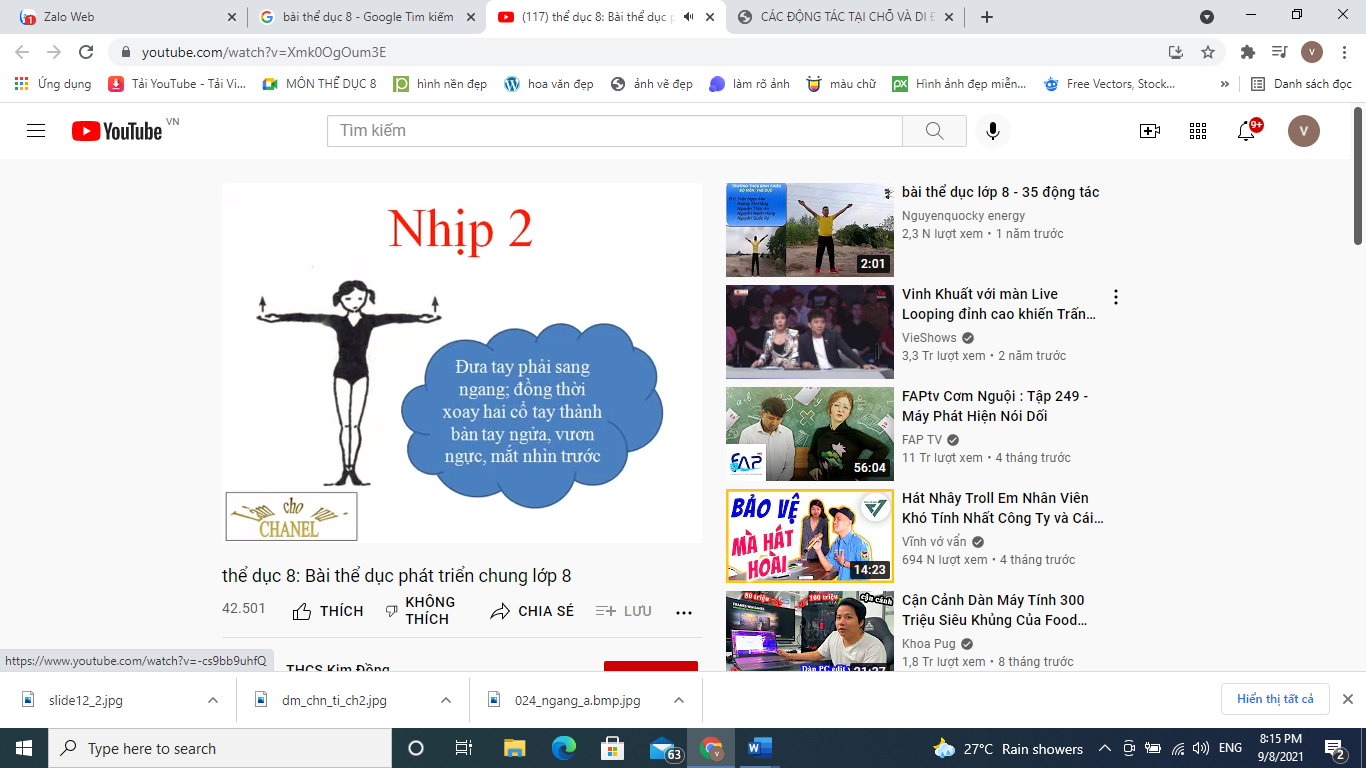 Zalo Web
1
bài thể dục 8 - Google Tìm kiếm
(117) thể dục 8: Bài thể dục p
CÁC ĐỘNG TÁC TẠI CHỖ VÀ DI Đ
youtube.com/watch?v=Xmk0OgOum3E
V
Ứng dụng
Tải YouTube - Tải Vi...
MÔN THỂ DỤC 8
hình nền đẹp
hoa văn đẹp
ảnh vẽ đẹp
làm rõ ảnh
màu chữ
Hình ảnh đẹp miễn...
Free Vectors, Stock...
»
Danh sách đọc
YouTube VN
Tìm kiếm
9+
V
Nhịp 2
Đưa tay phải sang
ngang; đồng thời
xoay hai cổ tay thành
bàn tay ngửa, vươn
ngực, mắt nhìn trước
cho
CHANEL
thể dục 8: Bài thể dục phát triển chung lớp 8
42.501
THÍCH
KHÔNG
THÍCH
CHIA SẺ
LƯU
THCS Kim Đồng
TRƯỜNG THCS BÌNH CHIỂU
BỘ MÔN: THỂ DỤC
2:01
bài thể dục lớp 8 - 35 động tác
Nguyenquocky energy
2,3 N lượt xem • 1 năm trước
Vinh Khuất với màn Live
Looping đỉnh cao khiến Trấn...
VieShows
3,3 Tr lượt xem • 2 năm trước
FAP
56:04
FAPtv Cơm Nguội : Tập 249 -
Máy Phát Hiện Nói Dối
FAP TV
11 Tr lượt xem • 4 tháng trước
BẢO VỆ
MÀ HÁT
HOÀI
14:23
Hát Nhây Troll Em Nhân Viên
Khó Tính Nhất Công Ty và Cái...
Vĩnh vớ vẩn
694 N lượt xem • 4 tháng trước
cận cảnh
Cận Cảnh Dàn Máy Tính 300
Triệu Siêu Khủng Của Food...
Khoa Pug
1,8 Tr lượt xem • 8 tháng trước
https://www.youtube.com/watch?v=-cs9bb9uhfQ
slide12_2.jpg
dm_chn_ti_ch2.jpg
024_ngang_a.bmp.jpg
Hiển thị tất cả
Type here to search
63
27°C Rain showers
ENG
8:15 PM
9/8/2021
2